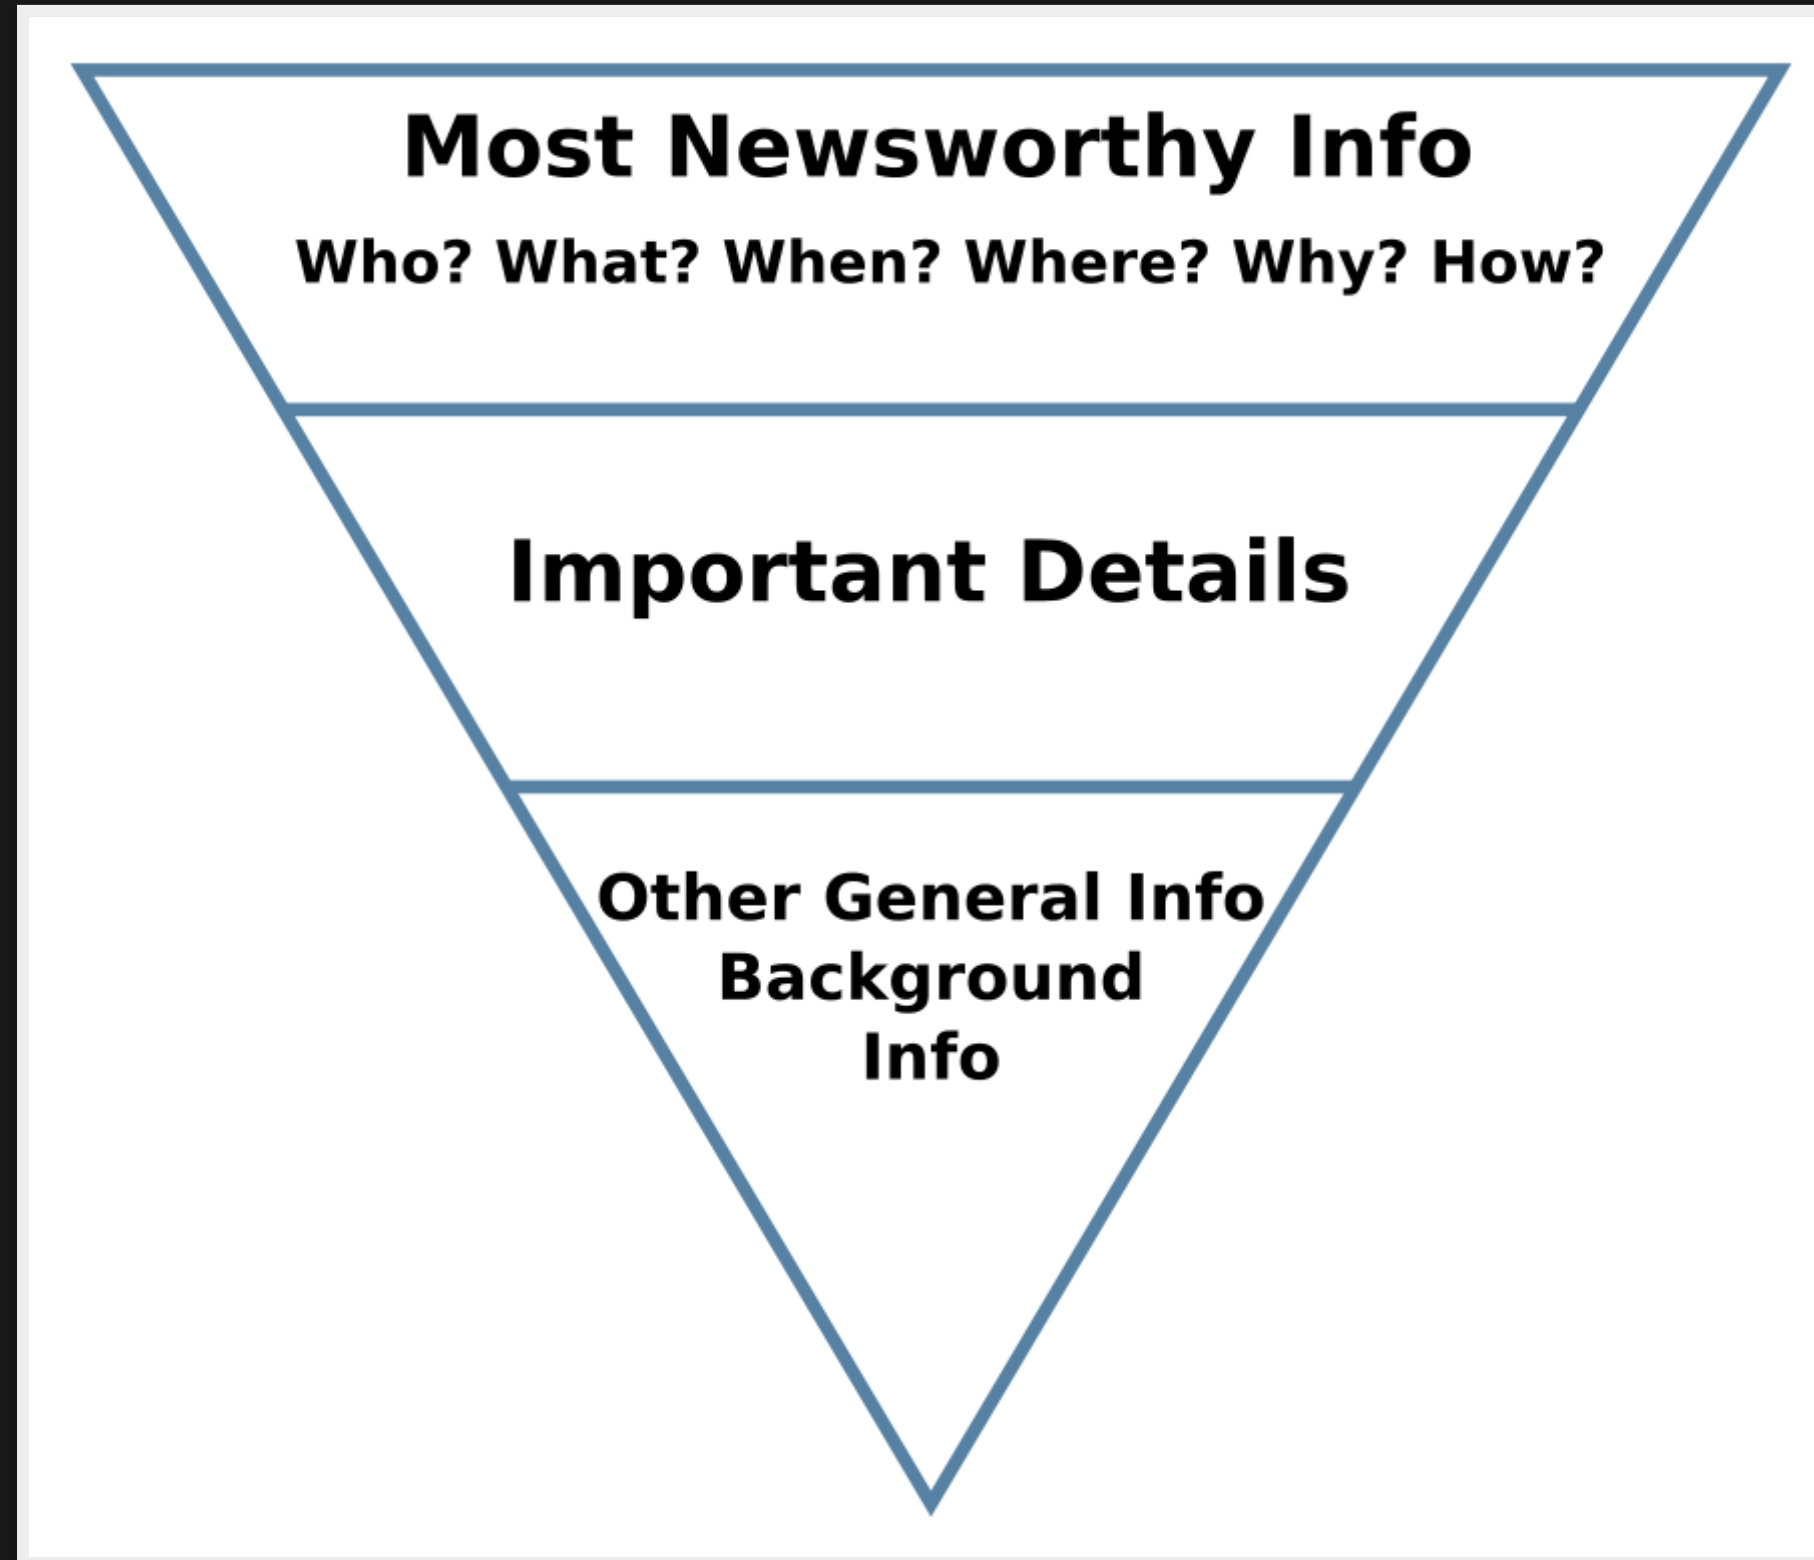 Most Newsworthy Info
Who? What? When? Where? Why? How?
Important Details
Other General Info
Background
Info